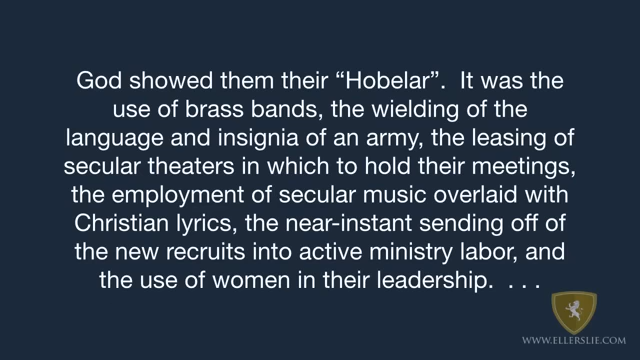 God showed them their “Hobelar”.  It was the
use of brass bands, the wielding of the
language and insignia of an army, the leasing of
secular theaters in which to hold their meetings,
the employment of secular music overlaid with
Christian lyrics, the near-instant sending off of
the new recruits into active ministry labor, and
the use of women in their leadership.  . . .
WWW.ELLERSLIE.COM